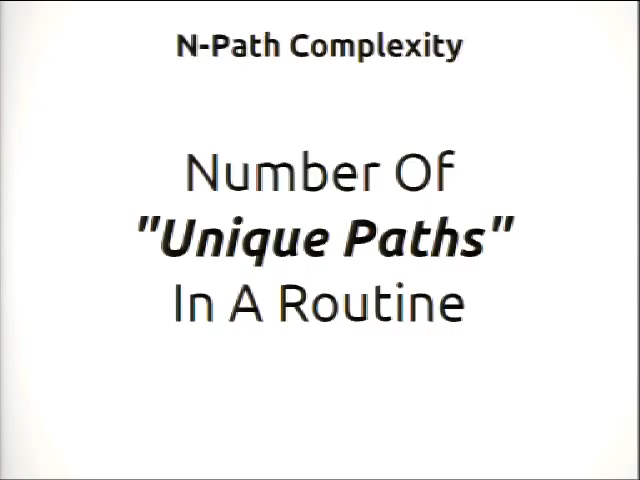 N-Path Complexity
Number Of
"Unique Paths"
In A Routine